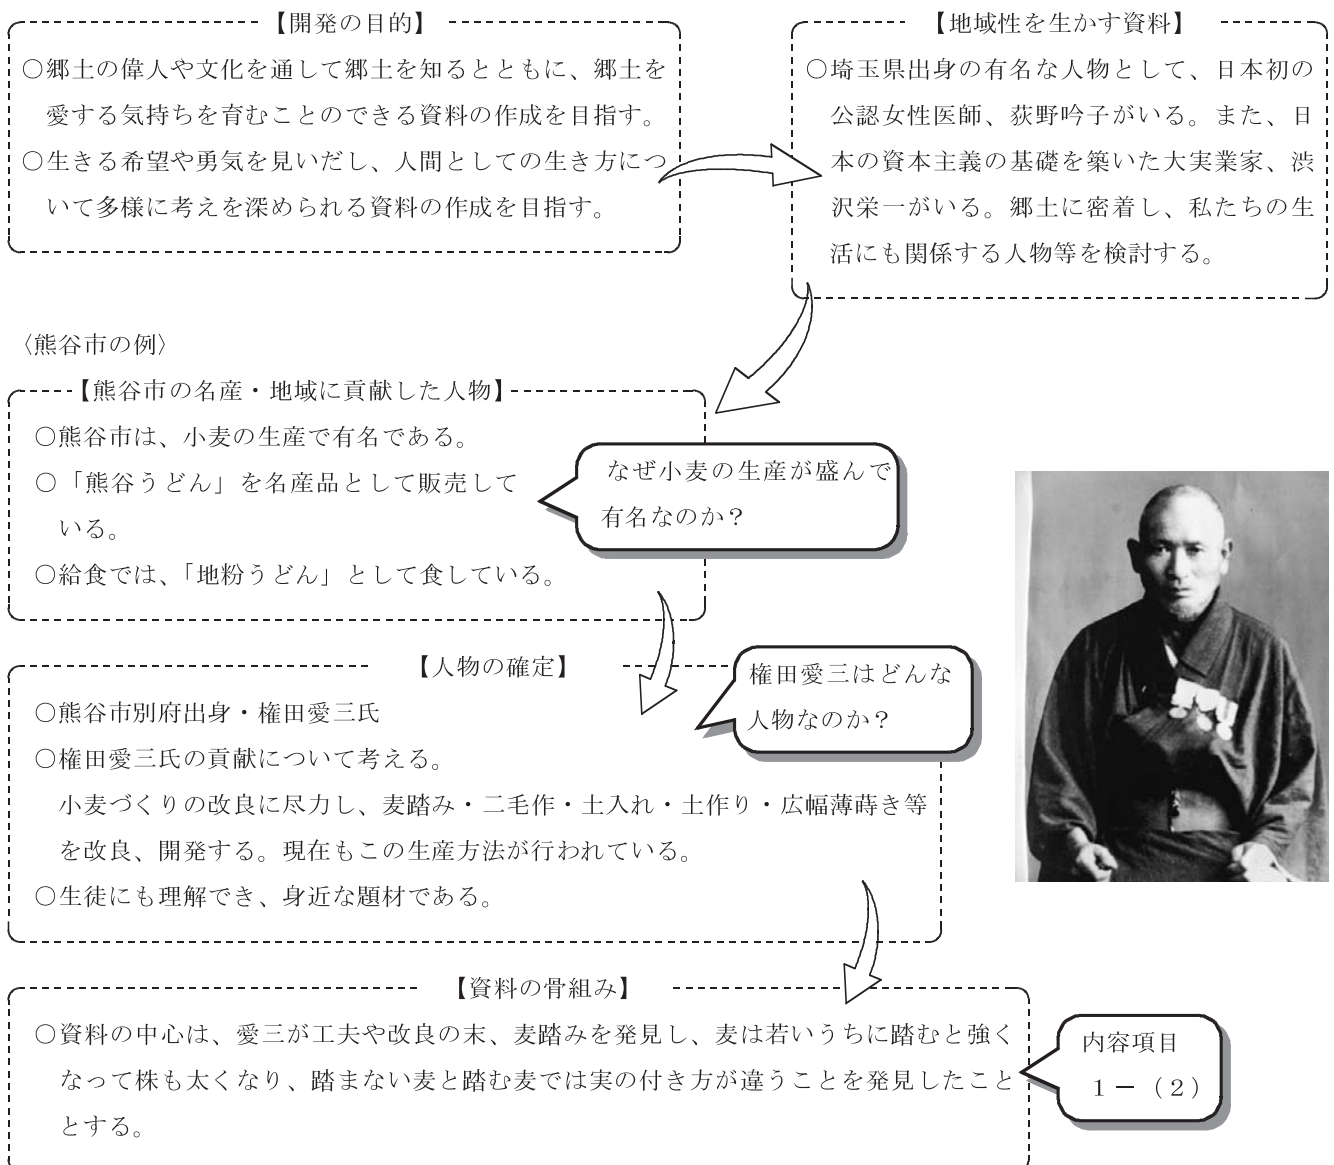 【開発の目的】
○郷土の偉人や文化を通して郷土を知るとともに、郷土を
愛する気持ちを育むことのできる資料の作成を目指す。
○生きる希望や勇気を見いだし、人間としての生き方につ
いて多様に考えを深められる資料の作成を目指す。
【地域性を生かす資料】
○埼玉県出身の有名な人物として、日本初の
公認女性医師、荻野吟子がいる。また、日
本の資本主義の基礎を築いた大実業家、渋
沢栄一がいる。郷土に密着し、私たちの生
活にも関係する人物等を検討する。
〈熊谷市の例〉
【熊谷市の名産・地域に貢献した人物】
○熊谷市は、小麦の生産で有名である。
○「熊谷うどん」を名産品として販売して
いる。
○給食では、「地粉うどん」として食している。
なぜ小麦の生産が盛んで
有名なのか？
【人物の確定】
○熊谷市別府出身・権田愛三氏
○権田愛三氏の貢献について考える。
小麦づくりの改良に尽力し、麦踏み・二毛作・土入れ・土作り・広幅薄蒔き等
を改良、開発する。現在もこの生産方法が行われている。
○生徒にも理解でき、身近な題材である。
権田愛三はどんな
人物なのか？
【資料の骨組み】
○資料の中心は、愛三が工夫や改良の末、麦踏みを発見し、麦は若いうちに踏むと強く
なって株も太くなり、踏まない麦と踏む麦では実の付き方が違うことを発見したこと
とする。
内容項目
１－（２）